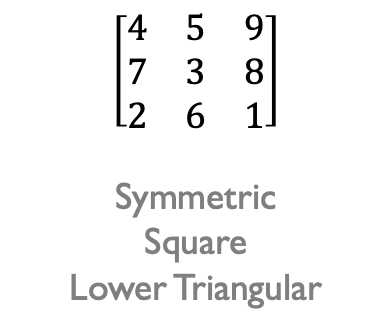 4 5 9
7 3 8
2 6 1
Symmetric
Square
Lower Triangular